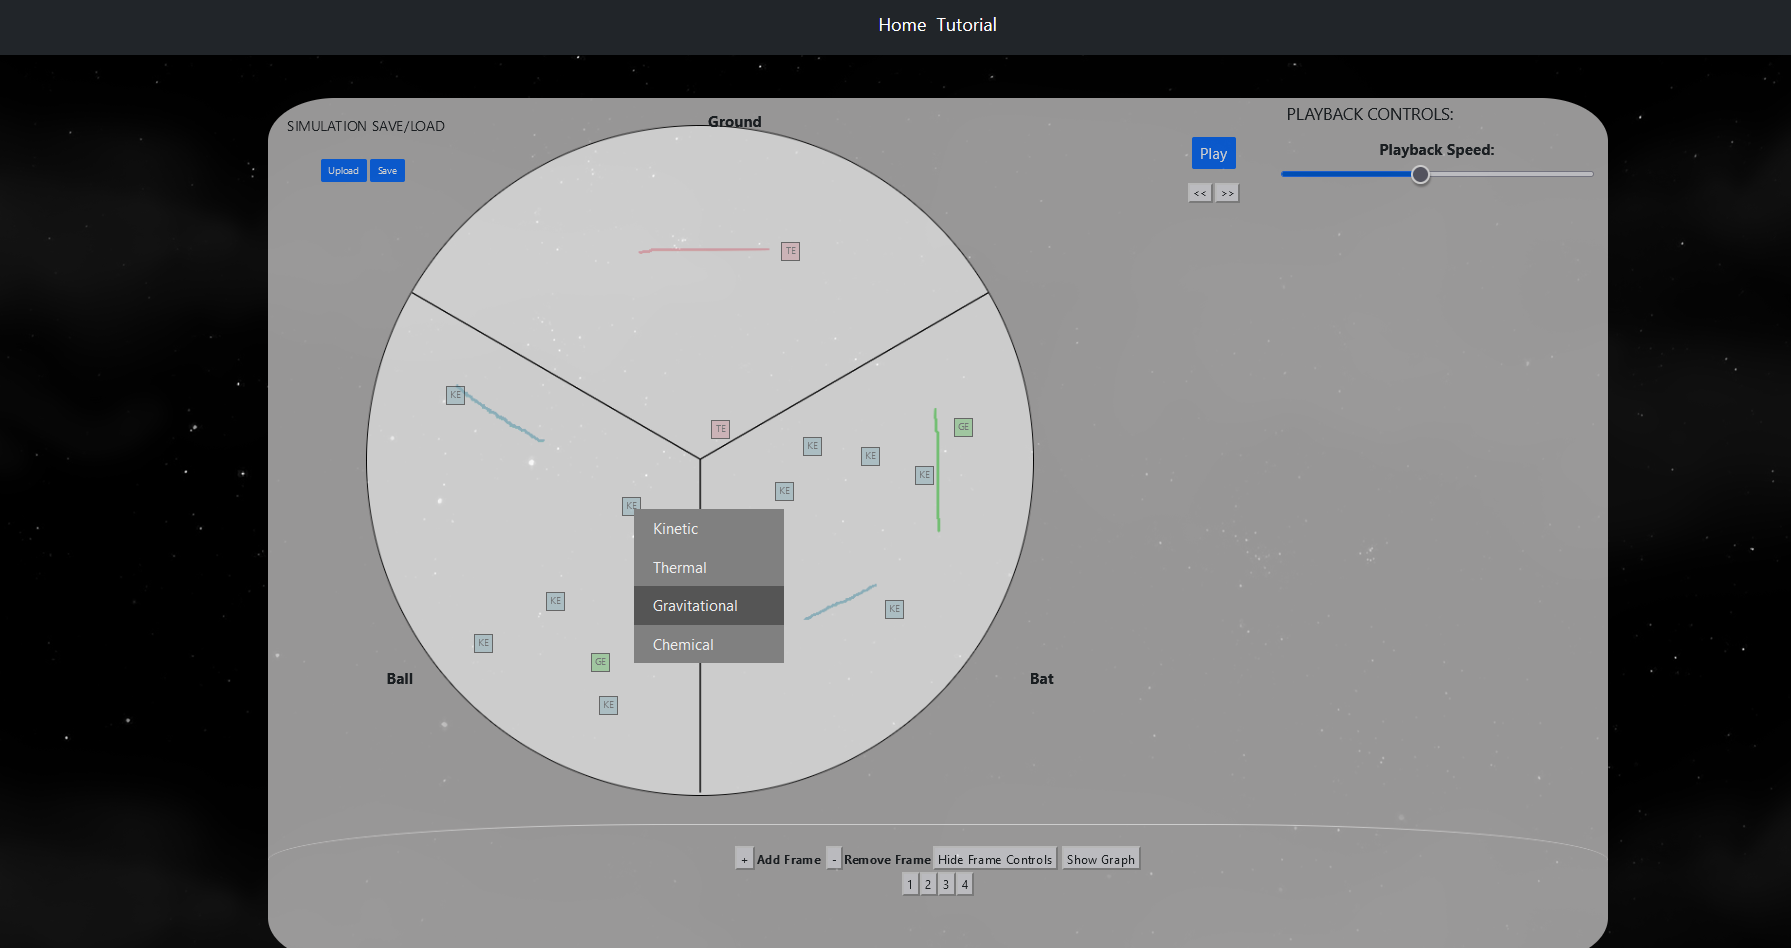 Home Tutorial
SIMULATION SAVE/LOAD
Upload Save
Ground
PLAYBACK CONTROLS:
Play
Playback Speed:
<< >>
TE
KE
TE
KE
KE
KE
GE
KE
KE
Kinetic
Thermal
Gravitational
Chemical
KE
KE
KE
GE
KE
Ball
Bat
+ Add Frame - Remove Frame Hide Frame Controls Show Graph
1 2 3 4